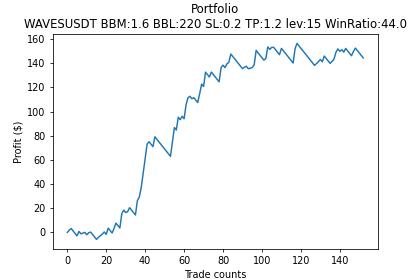 Portfolio
WAVESUSDT BBM:1.6 BBL:220 SL:0.2 TP:1.2 lev:15 WinRatio:44.0
160
140
120
100
80
60
40
20
0
Profit ($)
0 20 40 60 80 100 120 140
Trade counts